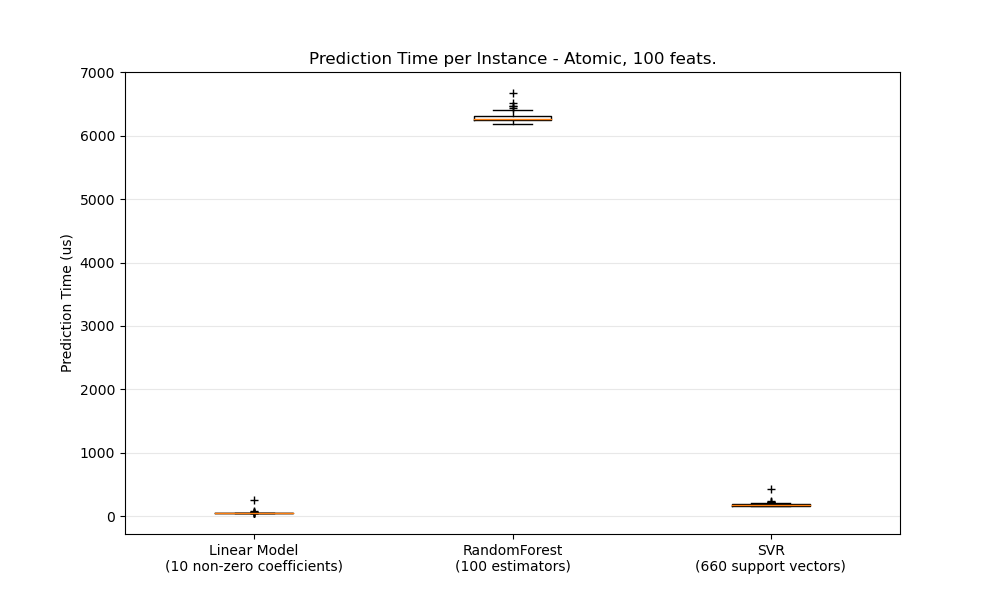 Prediction Time per Instance - Atomic, 100 feats.
Prediction Time (us)
7000
6000
5000
4000
3000
2000
1000
0
Linear Model
(10 non-zero coefficients)
RandomForest
(100 estimators)
SVR
(660 support vectors)